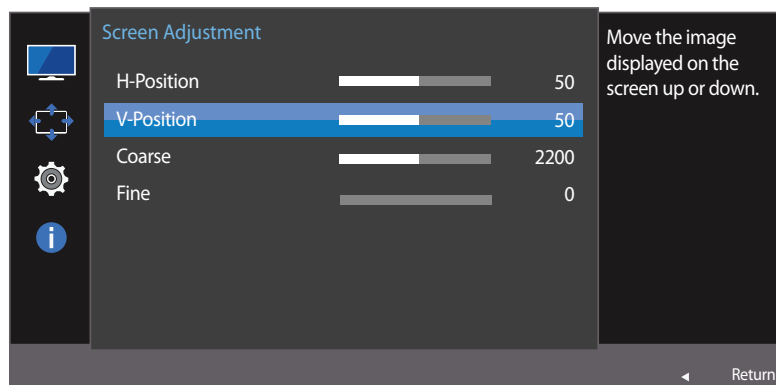 Screen Adjustment
H-Position 50
V-Position 50
Coarse 2200
Fine 0
Move the image
displayed on the
screen up or down.
Return